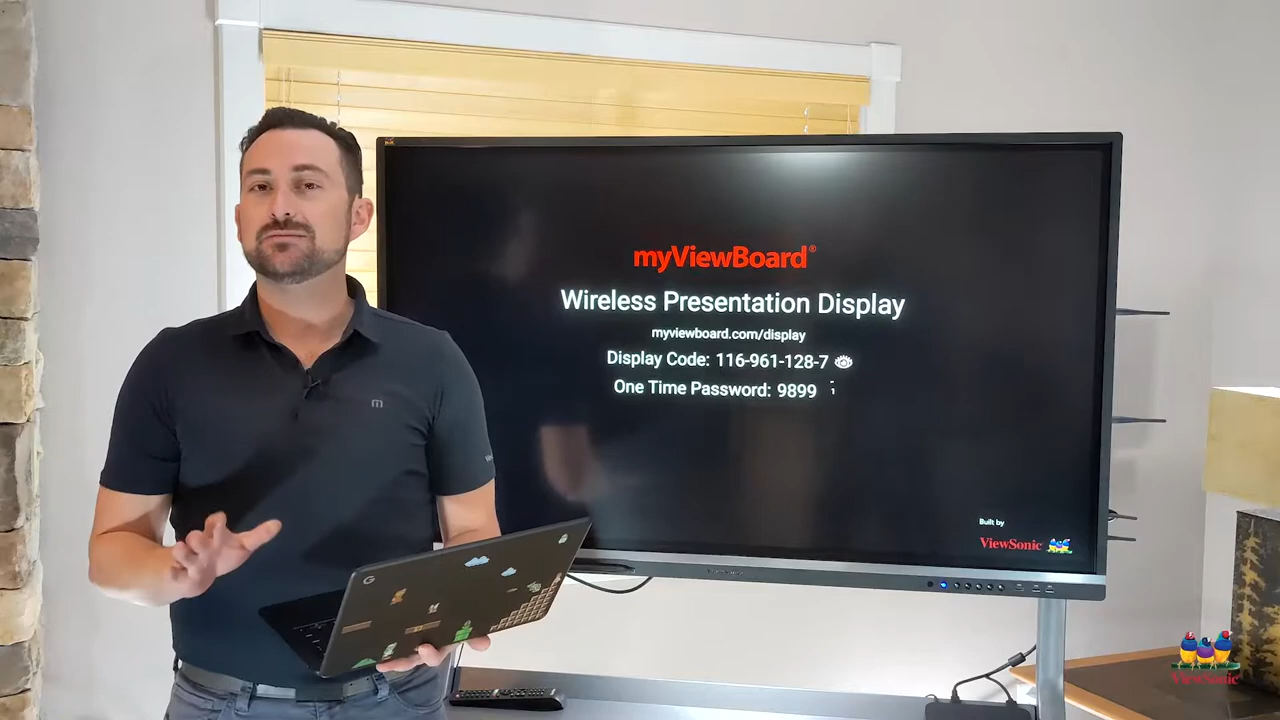 myViewBoard®
Wireless Presentation Display
myviewboard.com/display
Display Code: 116-961-128-7
One Time Password: 9899
Built by
ViewSonic
G
m
ViewSonic